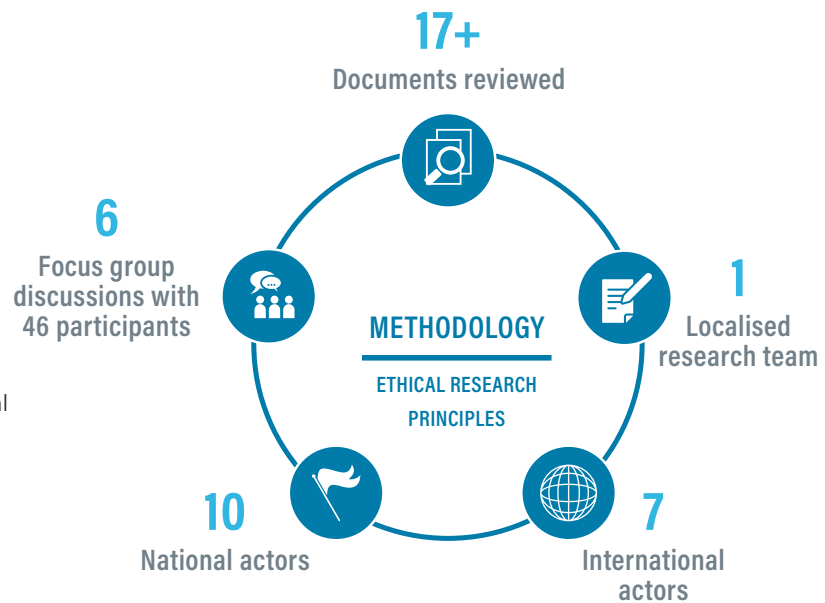 17+
Documents reviewed
6
Focus group
discussions with
46 participants
1
Localised
research team
METHODOLOGY
ETHICAL RESEARCH
PRINCIPLES
10
National actors
7
International
actors